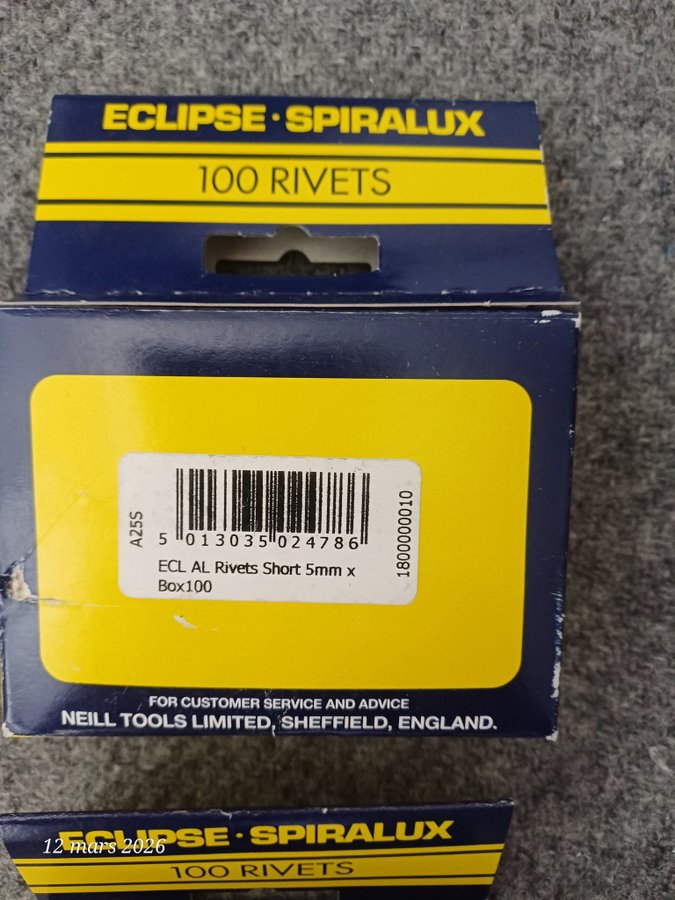 ECLIPSE · SPIRALUX
100 RIVETS
A25S
5 013035 024786
1800000010
ECL AL Rivets Short 5mm x
Box100
FOR CUSTOMER SERVICE AND ADVICE
NEILL TOOLS LIMITED, SHEFFIELD, ENGLAND.
ECLIPSE · SPIRALUX
12 mars 2026
100 RIVETS